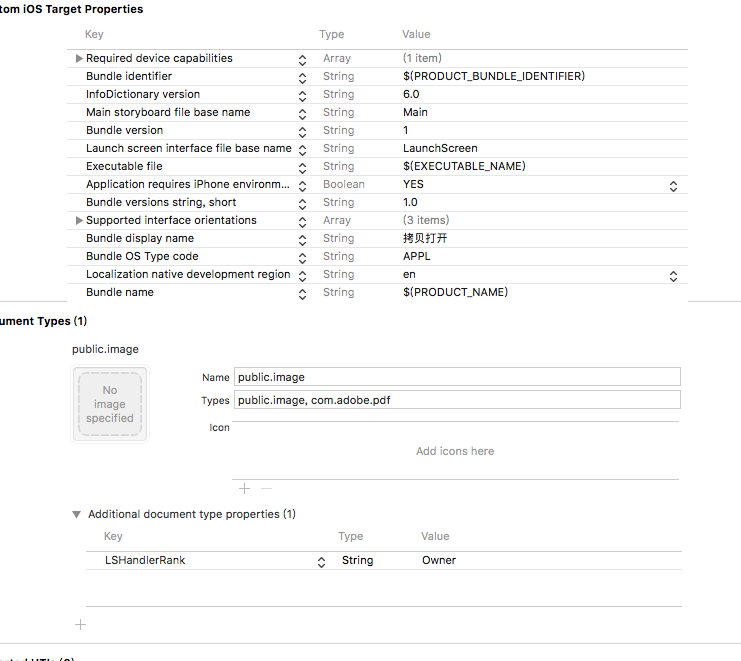 tom iOS Target Properties
Key Type Value
Required device capabilities Array (1 item)
Bundle identifier String $(PRODUCT_BUNDLE_IDENTIFIER)
InfoDictionary version String 6.0
Main storyboard file base name String Main
Bundle version String 1
Launch screen interface file base name String LaunchScreen
Executable file String $(EXECUTABLE_NAME)
Application requires iPhone environm... Boolean YES
Bundle versions string, short String 1.0
Supported interface orientations Array (3 items)
Bundle display name String 拷贝打开
Bundle OS Type code String APPL
Localization native development region String en
Bundle name String $(PRODUCT_NAME)
ument Types (1)
public.image
No
image
specified
Name public.image
Types public.image, com.adobe.pdf
Icon
Add icons here
Additional document type properties (1)
Key Type Value
LSHandlerRank String Owner